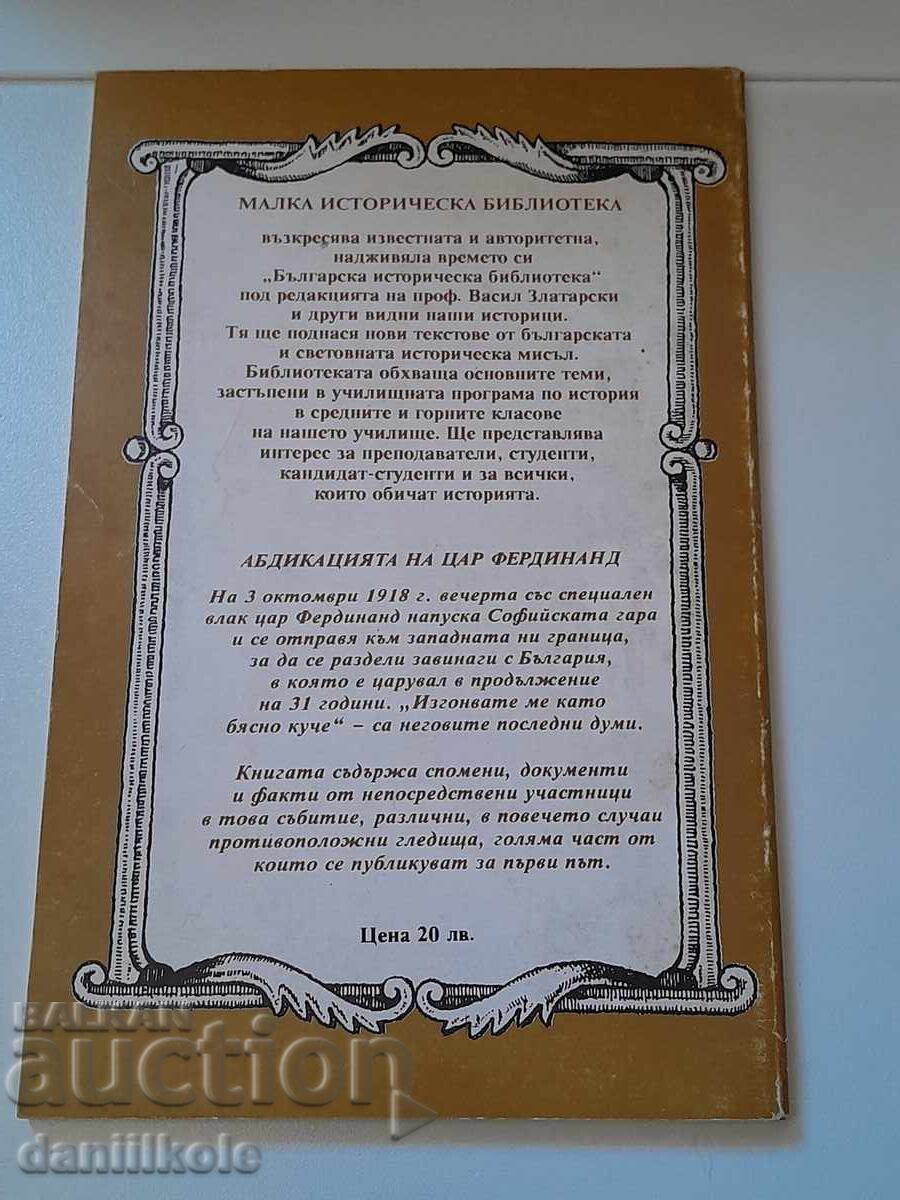 МАЛКА ИСТОРИЧЕСКА БИБЛИОТЕКА
възкресява известната и авторитетна,
надживяла времето си
„Българска историческа библиотека“
под редакцията на проф. Васил Златарски
и други видни наши историци.
Тя ще поднася нови текстове от българската
и световната историческа мисъл.
Библиотеката обхваща основните теми,
застъпени в училищната програма по история
в средните и горните класове
на нашето училище. Ще представлява
интерес за преподаватели, студенти,
кандидат-студенти и за всички,
които обичат историята.
АБДИКАЦИЯТА НА ЦАР ФЕРДИНАНД
На 3 октомври 1918 г. вечерта със специален
влак цар Фердинанд напуска Софийската гара
и се отправя към западната ни граница,
за да се раздели завинаги с България,
в която е царувал в продължение
на 31 години. „Изгонвате ме като
бясно куче“ – са неговите последни думи.
Книгата съдържа спомени, документи
и факти от непосредствени участници
в това събитие, различни, в повечето случаи
противоположни гледища, голяма част от
които се публикуват за първи път.
Цена 20 лв.
BALKAN
auction
daniilkole